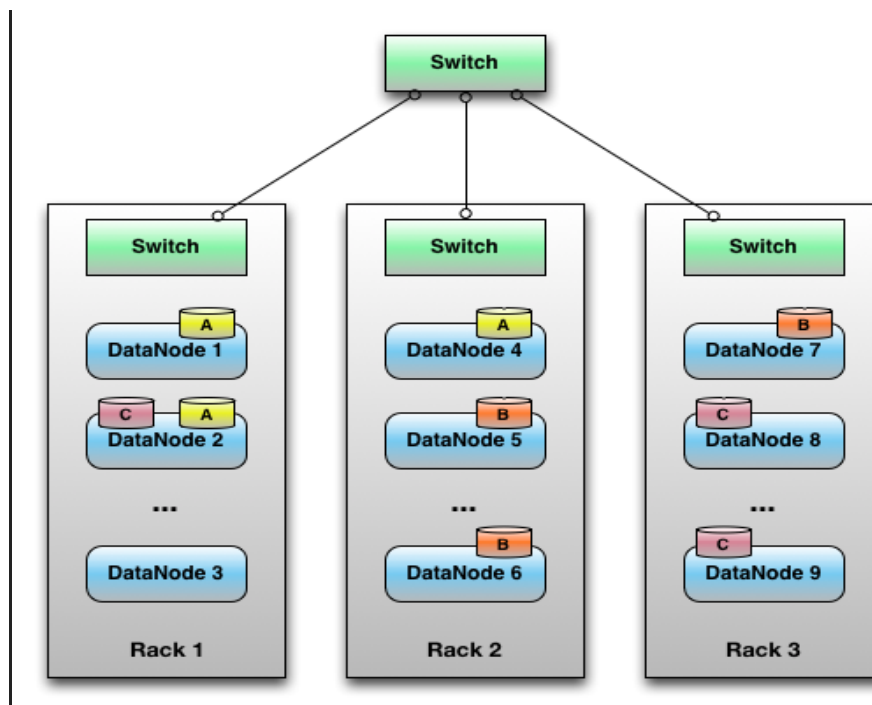 Switch
Switch
A
DataNode 1
C A
DataNode 2
...
DataNode 3
Rack 1
Switch
A
DataNode 4
B
DataNode 5
...
B
DataNode 6
Rack 2
Switch
B
DataNode 7
C
DataNode 8
...
C
DataNode 9
Rack 3